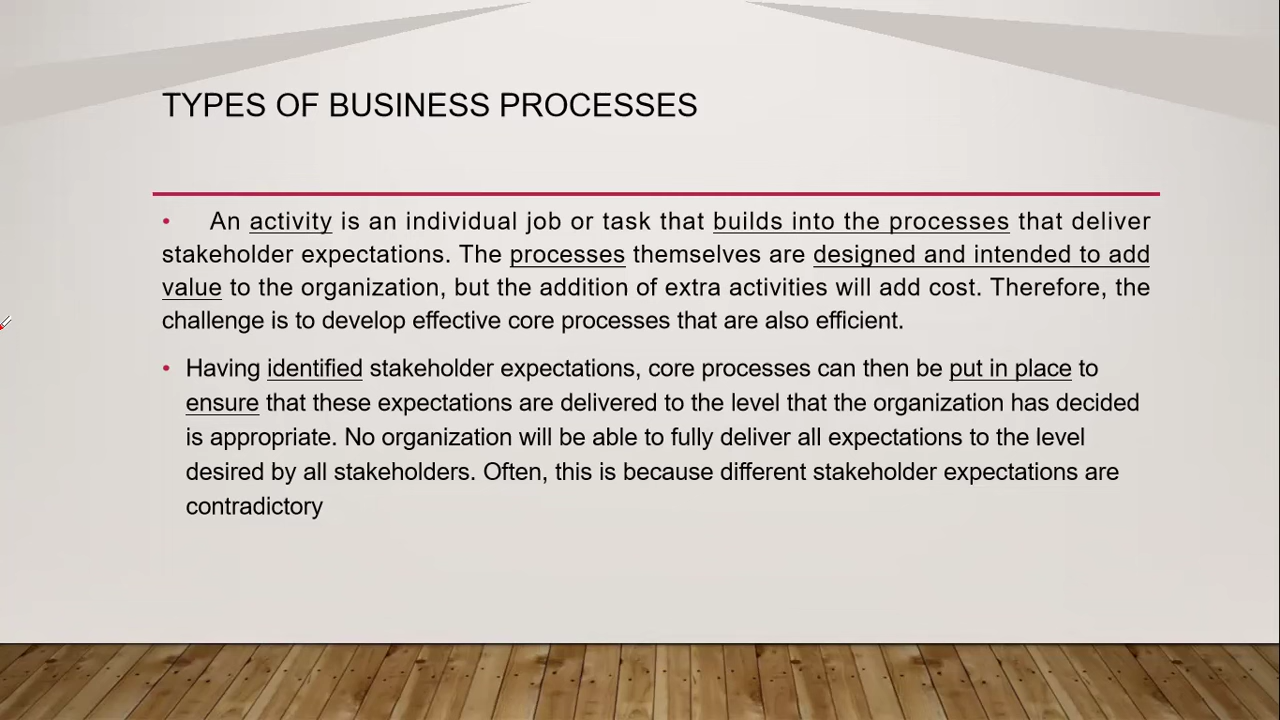 TYPES OF BUSINESS PROCESSES
• An activity is an individual job or task that builds into the processes that deliver
stakeholder expectations. The processes themselves are designed and intended to add
value to the organization, but the addition of extra activities will add cost. Therefore, the
challenge is to develop effective core processes that are also efficient.
• Having identified stakeholder expectations, core processes can then be put in place to
ensure that these expectations are delivered to the level that the organization has decided
is appropriate. No organization will be able to fully deliver all expectations to the level
desired by all stakeholders. Often, this is because different stakeholder expectations are
contradictory